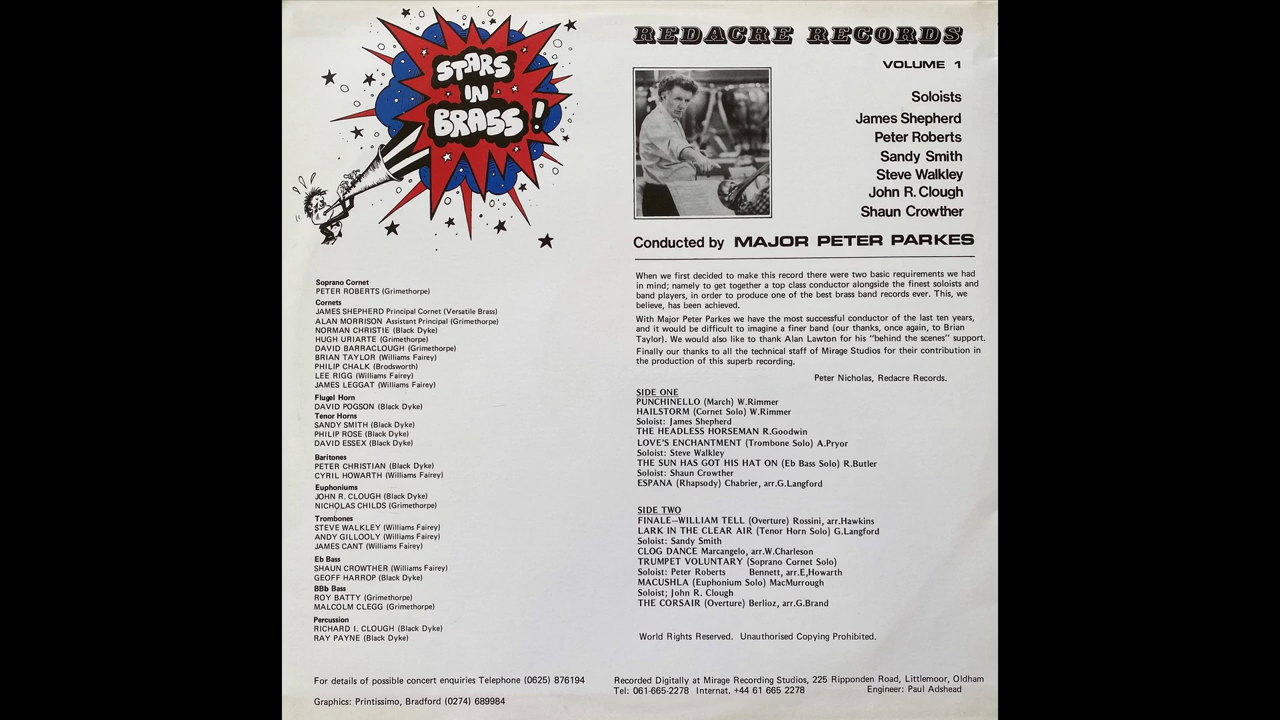 STARS
IN
BRASS!
REDACRE RECORDS
VOLUME 1
Soloists
James Shepherd
Peter Roberts
Sandy Smith
Steve Walkley
John R. Clough
Shaun Crowther
Conducted by MAJOR PETER PARKES
Soprano Cornet
PETER ROBERTS (Grimethorpe)
Cornets
JAMES SHEPHERD Principal Cornet (Versatile Brass)
ALAN MORRISON Assistant Principal (Grimethorpe)
NORMAN CHRISTIE (Black Dyke)
HUGH URIARTE (Grimethorpe)
DAVID BARRACLOUGH (Grimethorpe)
BRIAN TAYLOR (Williams Fairey)
PHILIP CHALK (Brodsworth)
LEE RIGG (Williams Fairey)
JAMES LEGGAT (Williams Fairey)
Flugel Horn
DAVID POGSON (Black Dyke)
Tenor Horns
SANDY SMITH (Black Dyke)
PHILIP ROSE (Black Dyke)
DAVID ESSEX (Black Dyke)
Baritones
PETER CHRISTIAN (Black Dyke)
CYRIL HOWARTH (Williams Fairey)
Euphoniums
JOHN R. CLOUGH (Black Dyke)
NICHOLAS CHILDS (Grimethorpe)
Trombones
STEVE WALKLEY (Williams Fairey)
ANDY GILLOOLY (Williams Fairey)
JAMES CANT (Williams Fairey)
Eb Bass
SHAUN CROWTHER (Williams Fairey)
GEOFF HARROP (Black Dyke)
BBb Bass
ROY BATTY (Grimethorpe)
MALCOLM CLEGG (Grimethorpe)
Percussion
RICHARD I. CLOUGH (Black Dyke)
RAY PAYNE (Black Dyke)
When we first decided to make this record there were two basic requirements we had
in mind; namely to get together a top class conductor alongside the finest soloists and
band players, in order to produce one of the best brass band records ever. This, we
believe, has been achieved.
With Major Peter Parkes we have the most successful conductor of the last ten years,
and it would be difficult to imagine a finer band (our thanks, once again, to Brian
Taylor). We would also like to thank Alan Lawton for his "behind the scenes" support.
Finally our thanks to all the technical staff of Mirage Studios for their contribution in
the production of this superb recording.
Peter Nicholas, Redacre Records.
SIDE ONE
PUNCHINELLO (March) W.Rimmer
HAILSTORM (Cornet Solo) W.Rimmer
Soloist: James Shepherd
THE HEADLESS HORSEMAN R.Goodwin
LOVE'S ENCHANTMENT (Trombone Solo) A.Pryor
Soloist: Steve Walkley
THE SUN HAS GOT HIS HAT ON (Eb Bass Solo) R.Butler
Soloist: Shaun Crowther
ESPANA (Rhapsody) Chabrier, arr.G.Langford
SIDE TWO
FINALE—WILLIAM TELL (Overture) Rossini, arr.Hawkins
LARK IN THE CLEAR AIR (Tenor Horn Solo) G.Langford
Soloist: Sandy Smith
CLOG DANCE Marcangelo, arr.W.Charleson
TRUMPET VOLUNTARY (Soprano Cornet Solo)
Soloist: Peter Roberts Bennett, arr.E,Howarth
MACUSHLA (Euphonium Solo) MacMurrough
Soloist; John R. Clough
THE CORSAIR (Overture) Berlioz, arr.G.Brand
World Rights Reserved. Unauthorised Copying Prohibited.
For details of possible concert enquiries Telephone (0625) 876194
Graphics: Printissimo, Bradford (0274) 689984
Recorded Digitally at Mirage Recording Studios, 225 Ripponden Road, Littlemoor, Oldham
Tel: 061-665-2278 Internat. +44 61 665 2278 Engineer: Paul Adshead